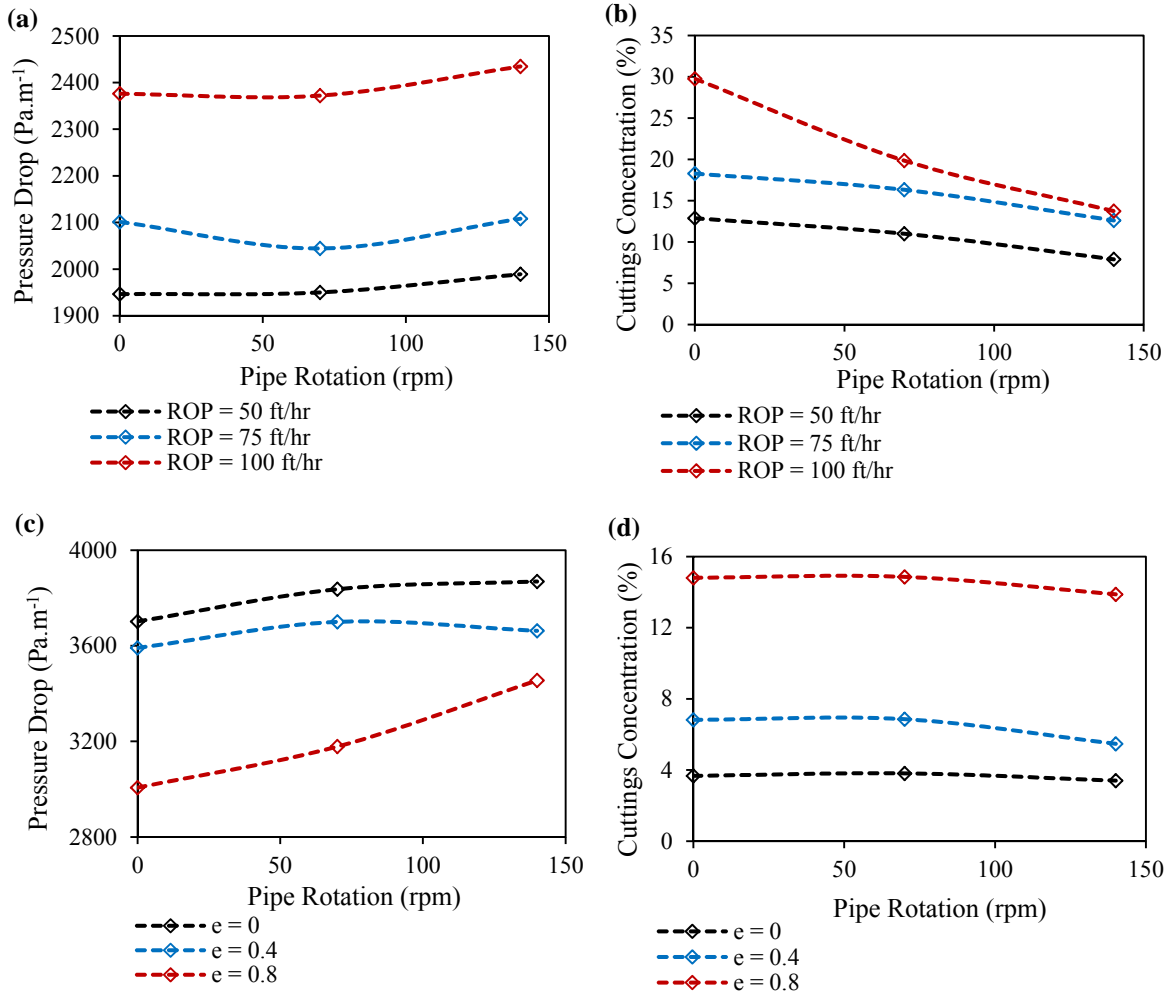 (a)
2500
2400
2300
2200
2100
2000
1900
Pressure Drop (Pa.m⁻¹)
0 50 100 150
Pipe Rotation (rpm)
ROP = 50 ft/hr
ROP = 75 ft/hr
ROP = 100 ft/hr
(b)
35
30
25
20
15
10
5
0
Cuttings Concentration (%)
0 50 100 150
Pipe Rotation (rpm)
ROP = 50 ft/hr
ROP = 75 ft/hr
ROP = 100 ft/hr
(c)
4000
3600
3200
2800
Pressure Drop (Pa.m⁻¹)
0 50 100 150
Pipe Rotation (rpm)
e = 0
e = 0.4
e = 0.8
(d)
16
12
8
4
0
Cuttings Concentration (%)
0 50 100 150
Pipe Rotation (rpm)
e = 0
e = 0.4
e = 0.8